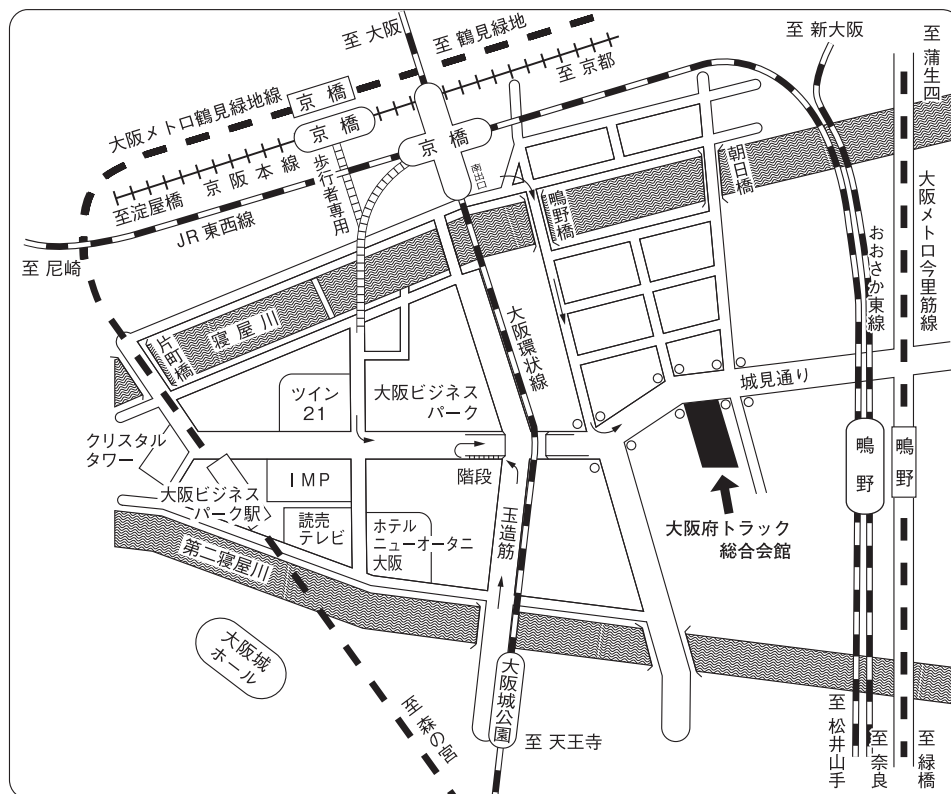 至 大阪
至 鶴見緑地
至 新大阪
至 蒲生四
大阪メトロ鶴見緑地線
京橋
至 京都
京橋
京橋
京阪本線
至淀屋橋
歩行者専用
JR東西線
南出口
至 尼崎
鴫野橋
朝日橋
おおさか東線
大阪メトロ今里筋線
寝屋川
片町橋
大阪環状線
城見通り
ツイン
21
大阪ビジネス
パーク
クリスタル
タワー
階段
IMP
大阪ビジネス
パーク駅
読売
テレビ
ホテル
ニューオータニ
大阪
玉造筋
大阪府トラック
総合会館
鴫野
鴫野
第二寝屋川
大阪城
ホール
大阪城公園
至 森の宮
至 天王寺
至 松井山手
至 奈良
至 緑橋